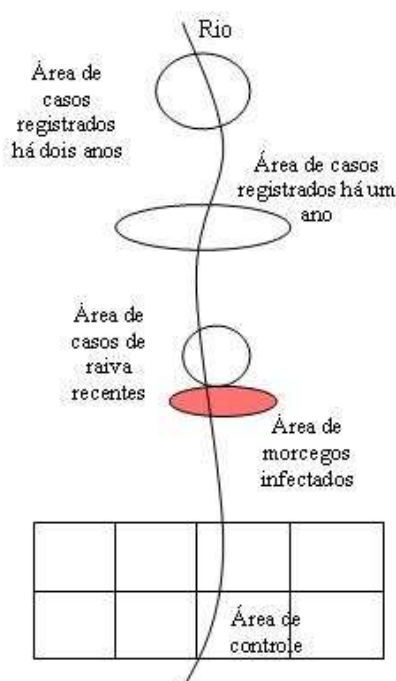 Rio
Área de
casos
registrados
há dois anos
Área de casos
registrados há um
ano
Área de
casos de
raiva
recentes
Área de
morcegos
infectados
Área de
controle